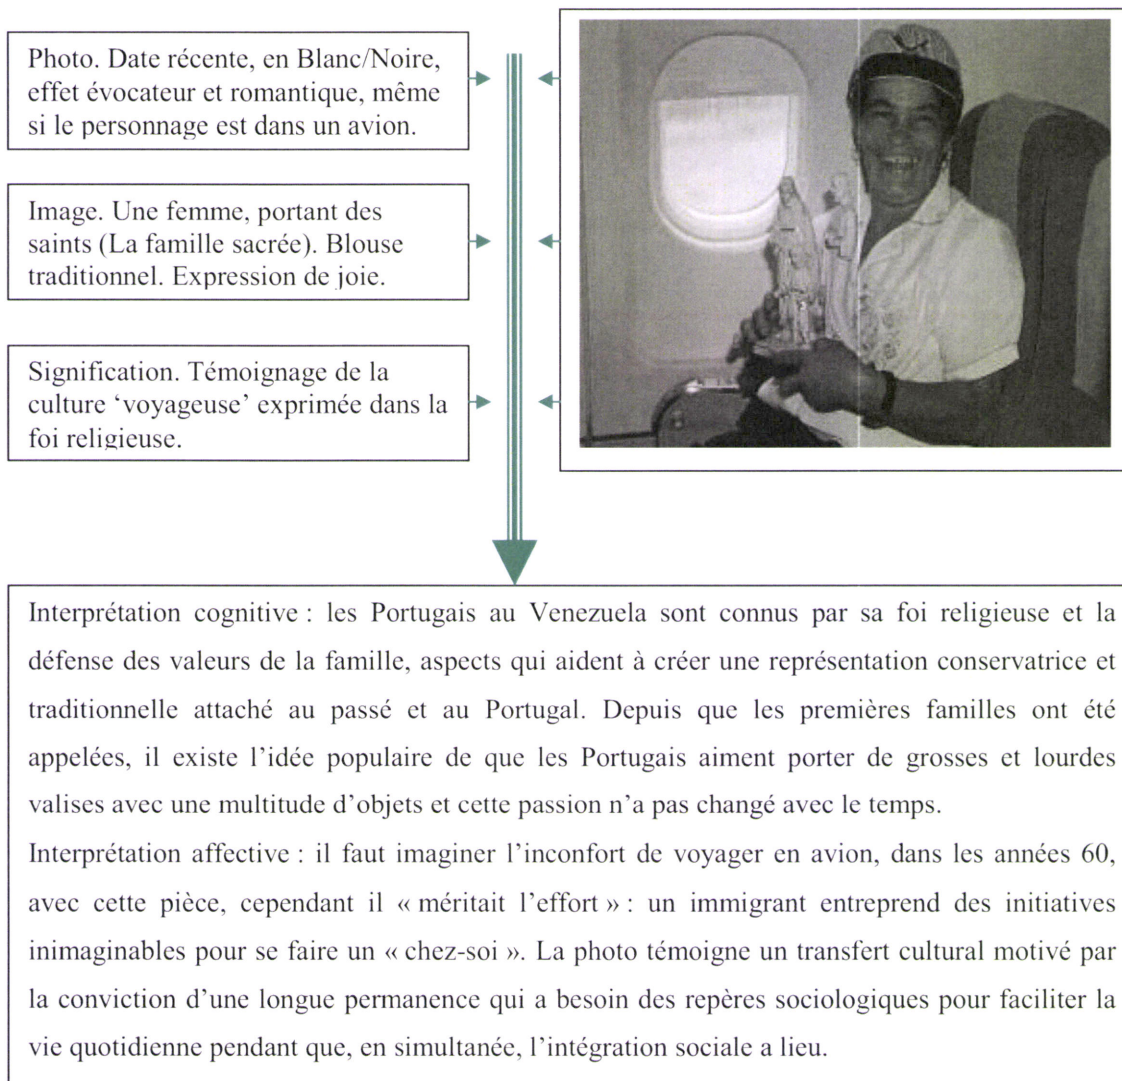 Photo. Date récente, en Blanc/Noire,
effet évocateur et romantique, même
si le personnage est dans un avion.
Image. Une femme, portant des
saints (La famille sacrée). Blouse
traditionnel. Expression de joie.
Signification. Témoignage de la
culture ‘voyageuse’ exprimée dans la
foi religieuse.
Interprétation cognitive : les Portugais au Venezuela sont connus par sa foi religieuse et la
défense des valeurs de la famille, aspects qui aident à créer une représentation conservatrice et
traditionnelle attaché au passé et au Portugal. Depuis que les premières familles ont été
appelées, il existe l’idée populaire de que les Portugais aiment porter de grosses et lourdes
valises avec une multitude d’objets et cette passion n’a pas changé avec le temps.
Interprétation affective : il faut imaginer l’inconfort de voyager en avion, dans les années 60,
avec cette pièce, cependant il « méritait l’effort » : un immigrant entreprend des initiatives
inimaginables pour se faire un « chez-soi ». La photo témoigne un transfert cultural motivé par
la conviction d’une longue permanence qui a besoin des repères sociologiques pour faciliter la
vie quotidienne pendant que, en simultanée, l’intégration sociale a lieu.